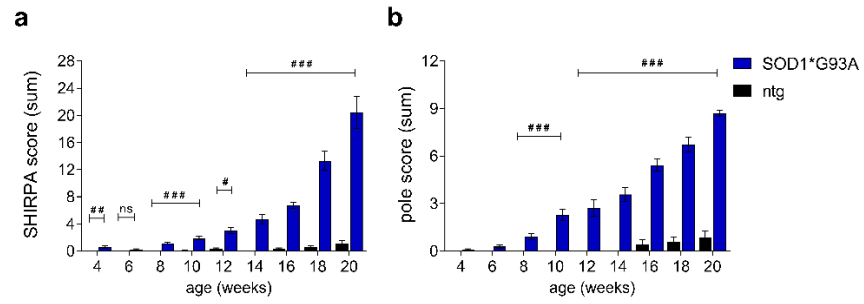 a
SHIRPA score (sum)
28
24
20
16
12
8
4
0
##
ns
###
#
###
4 6 8 10 12 14 16 18 20
age (weeks)
b
pole score (sum)
12
9
6
3
0
###
###
4 6 8 10 12 14 16 18 20
age (weeks)
SOD1*G93A
ntg